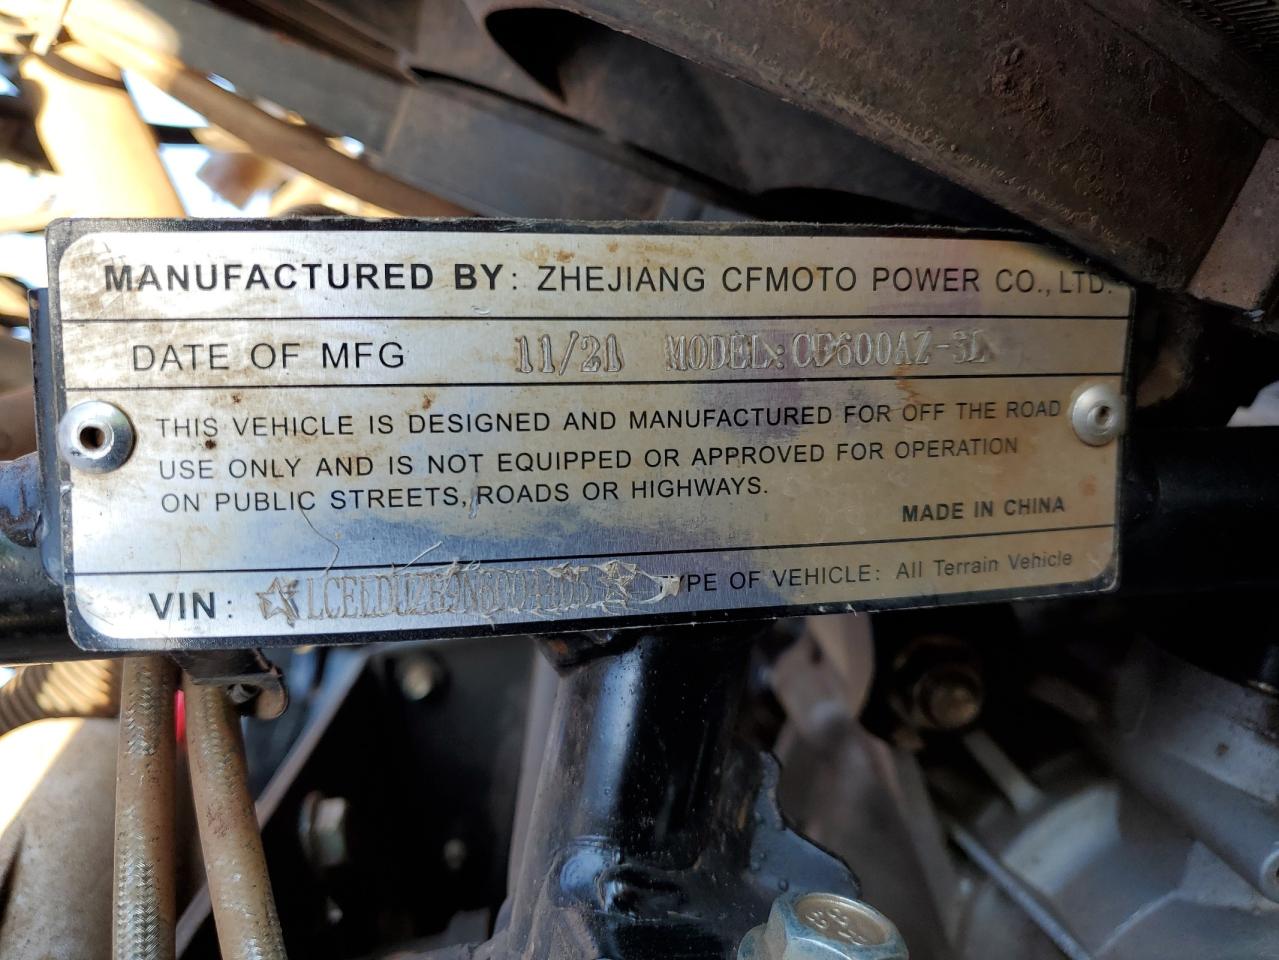 MANUFACTURED BY: ZHEJIANG CFMOTO POWER CO., LTD.
DATE OF MFG 11/21 MODEL:
THIS VEHICLE IS DESIGNED AND MANUFACTURED FOR OFF THE ROAD
USE ONLY AND IS NOT EQUIPPED OR APPROVED FOR OPERATION
ON PUBLIC STREETS, ROADS OR HIGHWAYS.
MADE IN CHINA
VIN: TYPE OF VEHICLE: All Terrain Vehicle